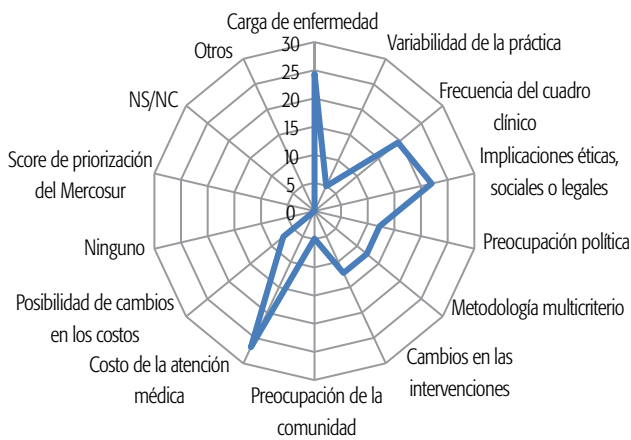 Carga de enfermedad
Variabilidad de la práctica
Frecuencia del cuadro
clínico
Implicaciones éticas,
sociales o legales
Preocupación política
Metodología multicriterio
Cambios en las
intervenciones
Preocupación de la
comunidad
Costo de la atención
médica
Posibilidad de cambios
en los costos
Ninguno
Score de priorización
del Mercosur
NS/NC
Otros
30
25
20
15
10
5
0